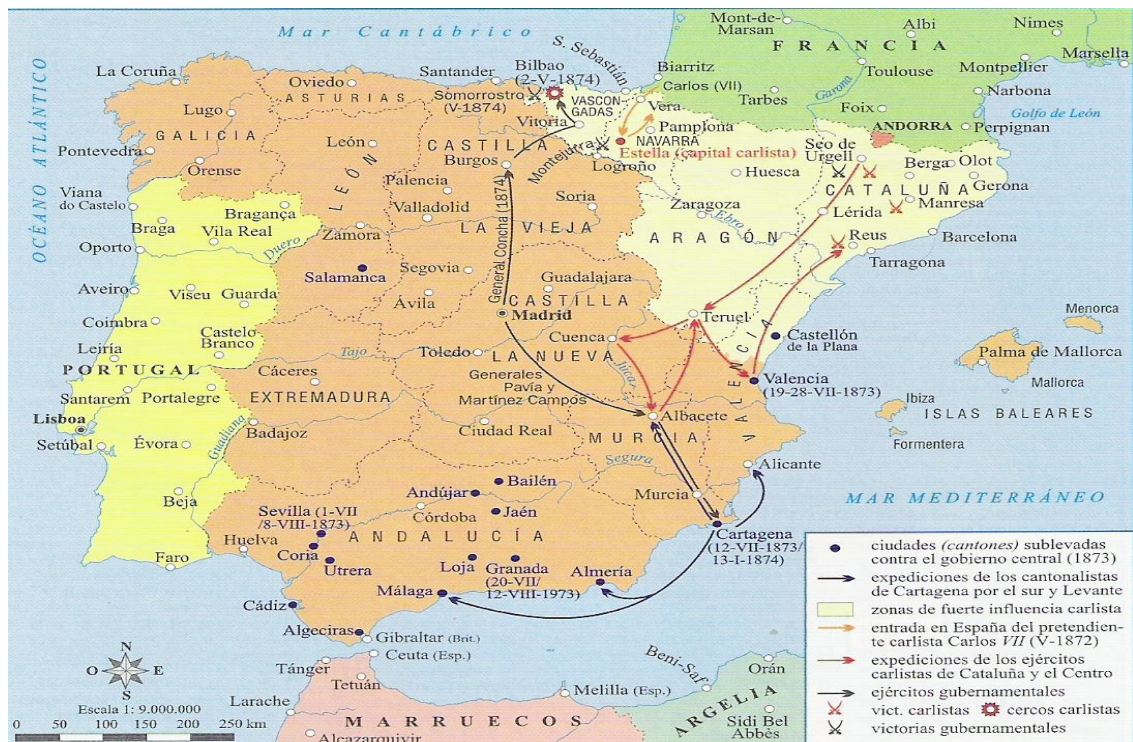 Mar Cantábrico
OCÉANO ATLÁNTICO
MAR MEDITERRÁNEO
Golfo de León
FRANCIA
Mont-de-
Marsan
Albi
Nimes
Toulouse
Montpellier
Marsella
Narbona
Tarbes
Foix
Perpignan
Garona
ANDORRA
Biarritz
Carlos (VII)
S. Sebastián
La Coruña
Lugo
GALICIA
Pontevedra
Orense
Oviedo
ASTURIAS
Santander
Bilbao
(2-V-1874)
Somorrostro
(V-1874)
VASCON-
GADAS
Vera
Vitoria
Pamplona
NAVARRA
Estella (capital carlista)
Montejurra
Logroño
León
LEÓN
CASTILLA
Burgos
Palencia
Valladolid
Soria
LA VIEJA
Zamora
Salamanca
Segovia
Ávila
General Concha (1874)
Huesca
Zaragoza
Ebro
ARAGÓN
Teruel
Seo de
Urgell
Berga
Olot
Gerona
CATALUÑA
Manresa
Lérida
Reus
Barcelona
Tarragona
Viana
do Castelo
Braga
Bragança
Vila Real
Oporto
Duero
Aveiro
Viseu
Guarda
Coimbra
Castelo
Branco
Leiría
PORTUGAL
Santarem
Portalegre
Lisboa
Setúbal
Évora
Beja
Faro
Guadiana
Guadalajara
CASTILLA
Madrid
Cuenca
Tajo
Toledo
LA NUEVA
Júcar
Generales
Pavía y
Martínez Campos
Ciudad Real
Cáceres
EXTREMADURA
Badajoz
Castellón
de la Plana
VALENCIA
Valencia
(19-28-VII-1873)
Albacete
MURCIA
Segura
Murcia
Alicante
Cartagena
(12-VII-1873/
13-I-1874)
Menorca
Palma de Mallorca
Mallorca
Ibiza
ISLAS BALEARES
Formentera
Andújar
Bailén
Jaén
Córdoba
ANDALUCÍA
Sevilla (1-VII
/8-VIII-1873)
Huelva
Coria
Utrera
Loja
Granada
(20-VII/
12-VIII-1973)
Almería
Málaga
Cádiz
Algeciras
Gibraltar (Brit.)
Ceuta (Esp.)
Tánger
Tetuán
Larache
Melilla (Esp.)
MARRUECOS
Alcazarquivir
Beni-Saf
Orán
ARGELIA
Sidi Bel
Abbès
N
O
E
S
Escala 1: 9.000.000
0 50 100 150 200 250 km
ciudades (cantones) sublevadas
contra el gobierno central (1873)
expediciones de los cantonalistas
de Cartagena por el sur y Levante
zonas de fuerte influencia carlista
entrada en España del pretendien-
te carlista Carlos VII (V-1872)
expediciones de los ejércitos
carlistas de Cataluña y el Centro
ejércitos gubernamentales
vict. carlistas
cercos carlistas
victorias gubernamentales